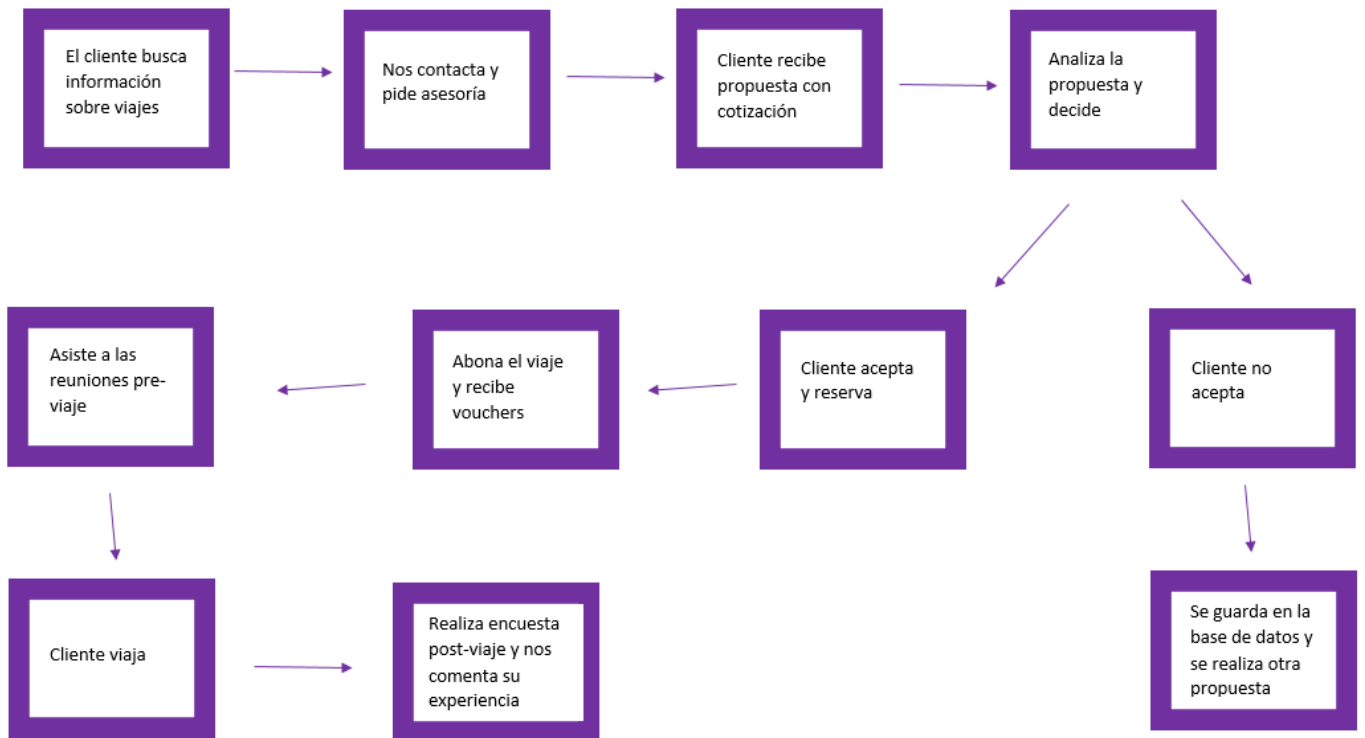 El cliente busca
información
sobre viajes
Nos contacta y
pide asesoría
Cliente recibe
propuesta con
cotización
Analiza la
propuesta y
decide
Asiste a las
reuniones pre-
viaje
Abona el viaje
y recibe
vouchers
Cliente acepta
y reserva
Cliente no
acepta
Cliente viaja
Realiza encuesta
post-viaje y nos
comenta su
experiencia
Se guarda en la
base de datos y
se realiza otra
propuesta